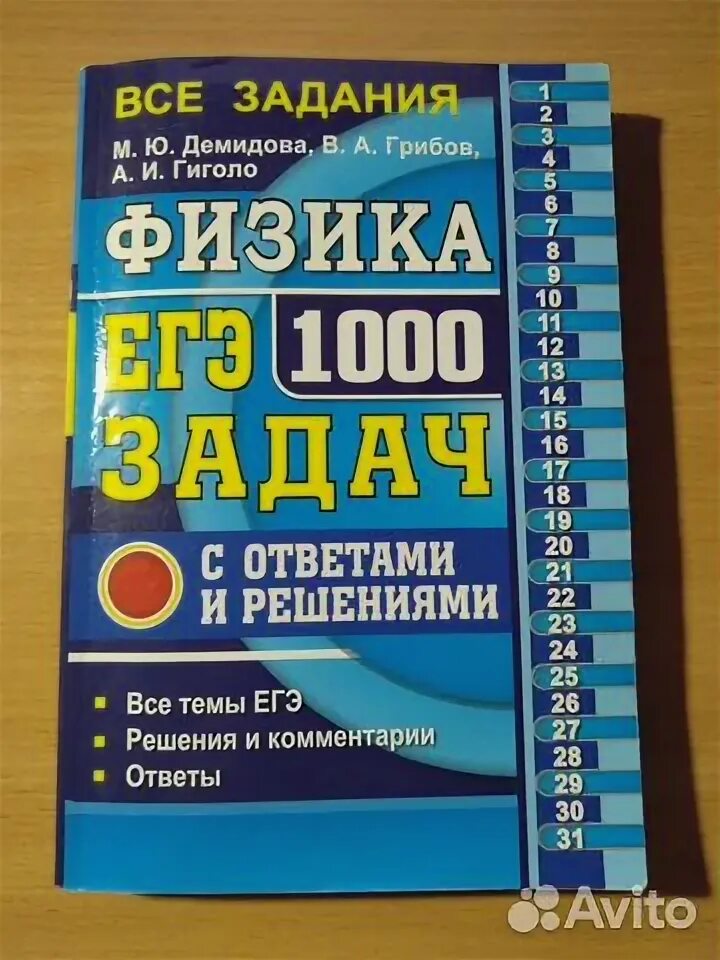 ВСЕ ЗАДАНИЯ
М. Ю. Демидова, В. А. Грибов,
А. И. Гиголо
ФИЗИКА
ЕГЭ 1000
ЗАДАЧ
С ОТВЕТАМИ
И РЕШЕНИЯМИ
Все темы ЕГЭ
Решения и комментарии
Ответы
1
2
3
4
5
6
7
8
9
10
11
12
13
14
15
16
17
18
19
20
21
22
23
24
25
26
27
28
29
30
31
Avito